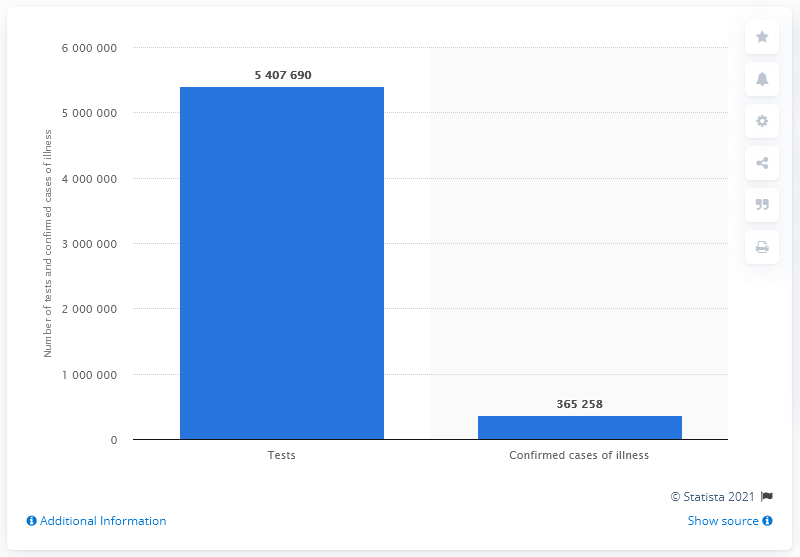 6 000 000
5 407 690
5 000 000
4 000 000
3 000 000
2 000 000
1 000 000
365 258
0
Number of tests and confirmed cases of illness
Tests
Confirmed cases of illness
© Statista 2021
Additional Information
Show source